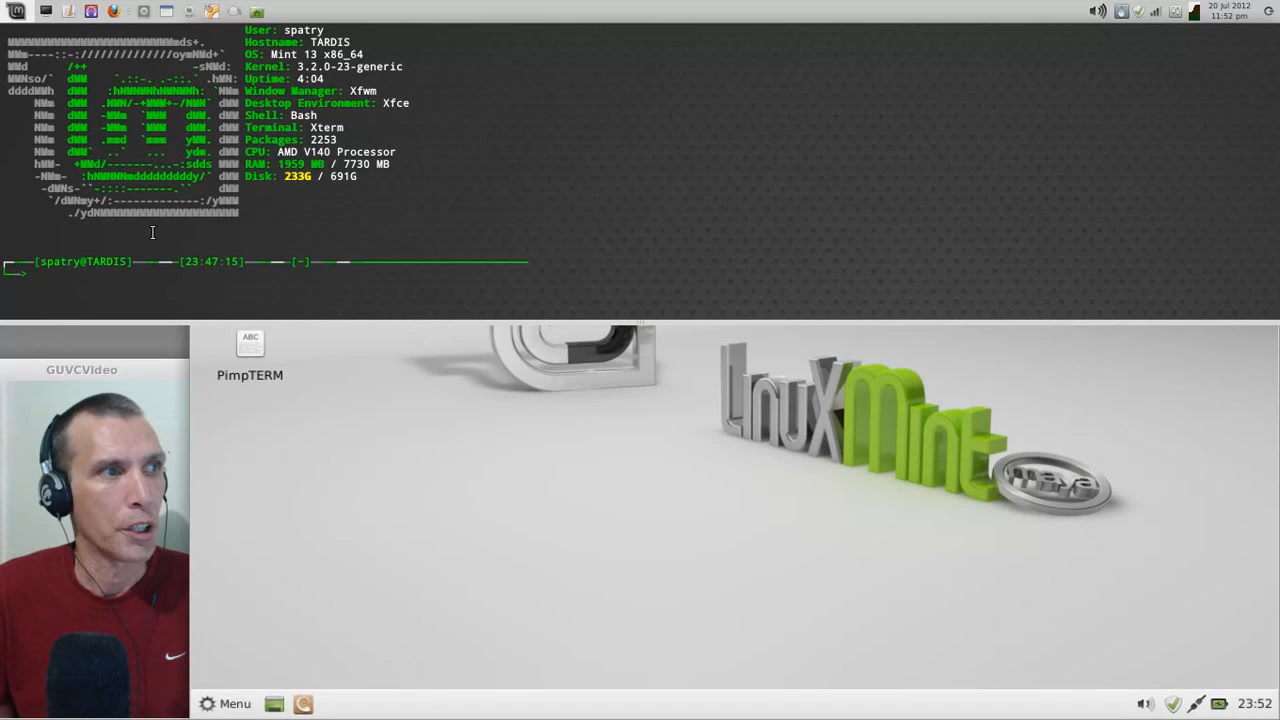 20 Jul 2012
11:52 pm
User: spatry
Hostname: TARDIS
OS: Mint 13 x86_64
Kernel: 3.2.0-23-generic
Uptime: 4:04
Window Manager: Xfwm
Desktop Environment: Xfce
Shell: Bash
Terminal: Xterm
Packages: 2253
CPU: AMD V140 Processor
RAM: 1959 MB / 7730 MB
Disk: 233G / 691G
[spatry@TARDIS] [23:47:15] [~]
>
GUVCVideo
ABC
PimpTERM
LinuxMint maya
Menu
23:52